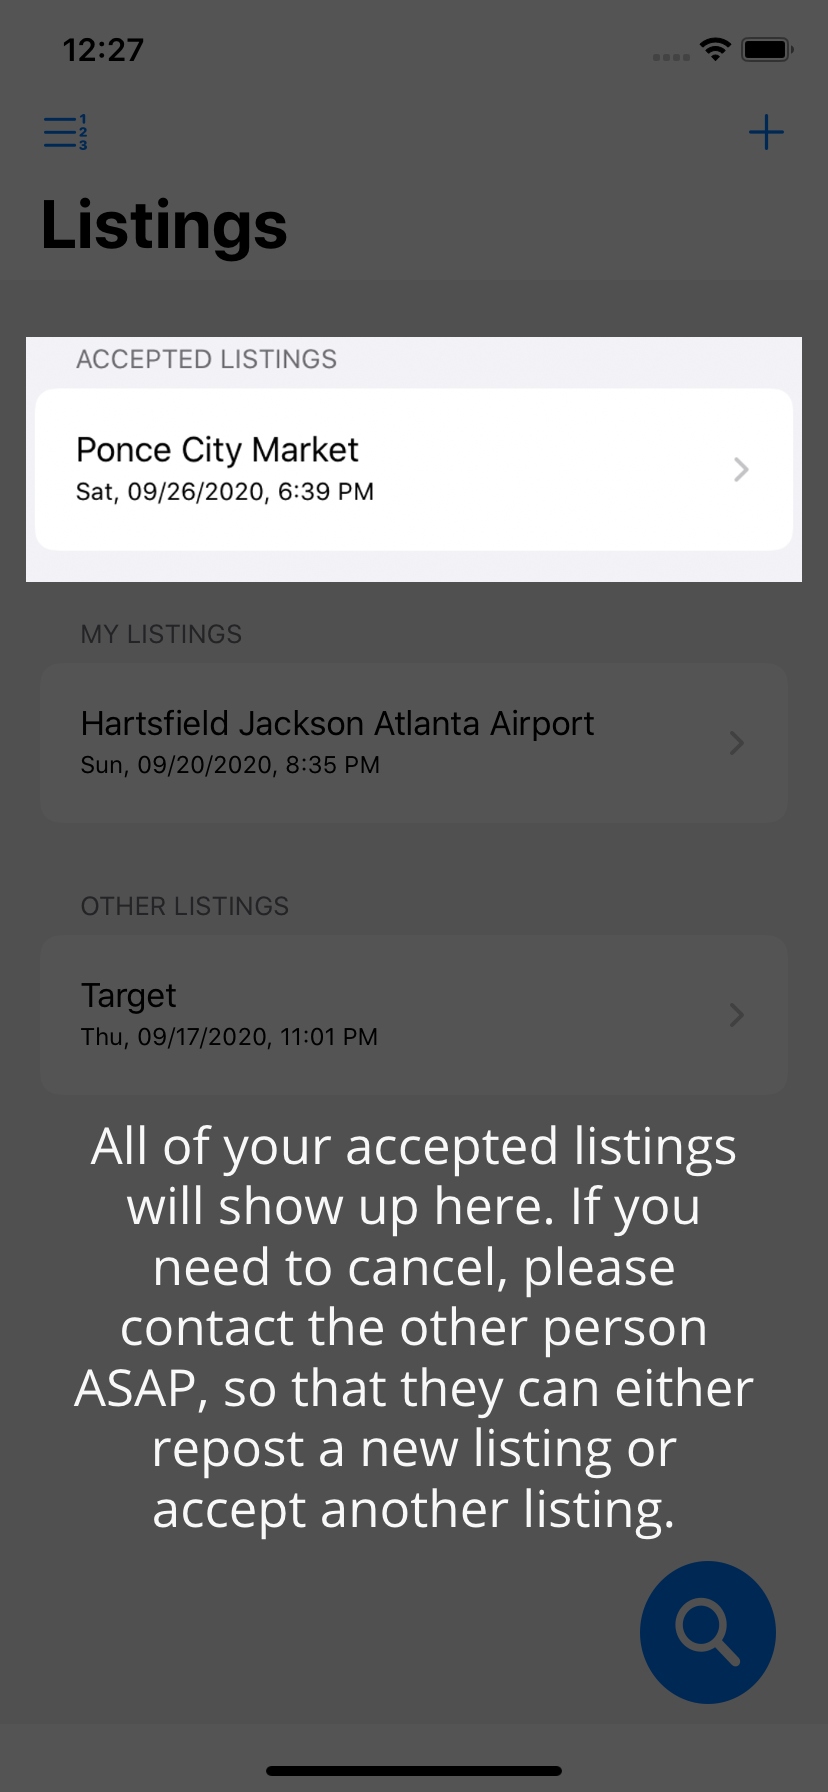 12:27
1
2
3
Listings
ACCEPTED LISTINGS
Ponce City Market
Sat, 09/26/2020, 6:39 PM
MY LISTINGS
Hartsfield Jackson Atlanta Airport
Sun, 09/20/2020, 8:35 PM
OTHER LISTINGS
Target
Thu, 09/17/2020, 11:01 PM
All of your accepted listings
will show up here. If you
need to cancel, please
contact the other person
ASAP, so that they can either
repost a new listing or
accept another listing.